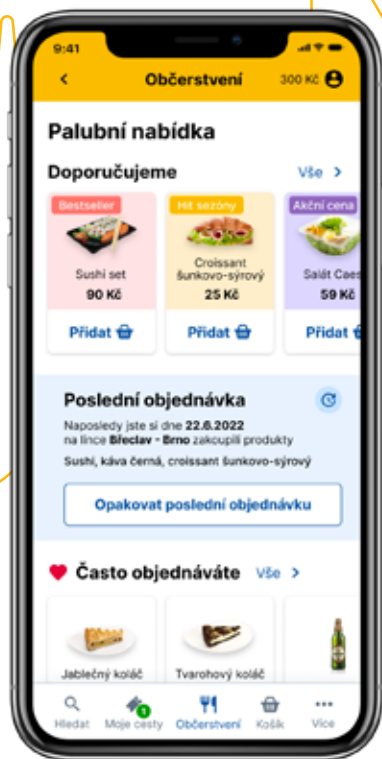 9:41
Občerstvení 300 Kč
Palubní nabídka
Doporučujeme Vše
Bestseller
Sushi set
90 Kč
Přidat
Hit sezóny
Croissant
šunkovo-sýrový
25 Kč
Přidat
Akční cena
Salát Caes
59 Kč
Přidat
Poslední objednávka
Naposledy jste si dne 22.6.2022
na lince Břeclav - Brno zakoupili produkty
Sushi, káva černá, croissant šunkovo-sýrový
Opakovat poslední objednávku
Často objednáváte Vše
Jablečný koláč
Tvarohový koláč
Hledat
1
Moje cesty
Občerstvení
Košík
Více